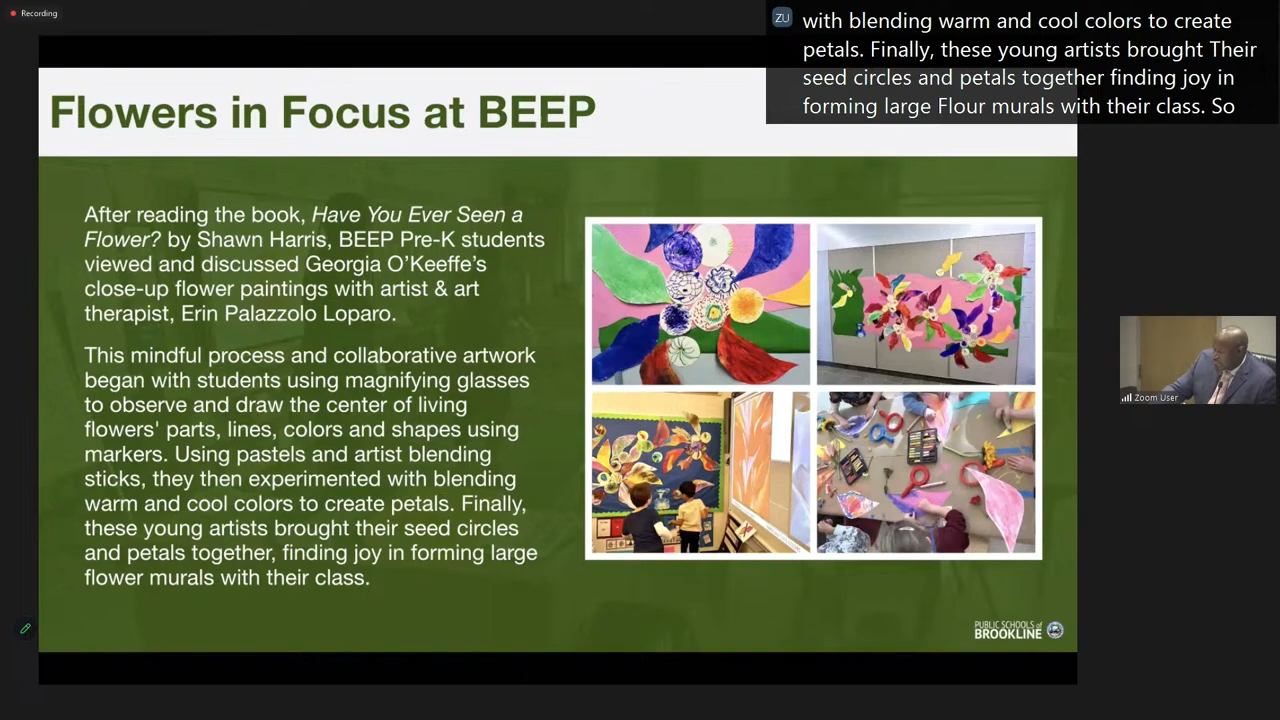 Recording
ZU
with blending warm and cool colors to create
petals. Finally, these young artists brought Their
seed circles and petals together finding joy in
forming large Flour murals with their class. So
Flowers in Focus at BEEP
After reading the book, Have You Ever Seen a
Flower? by Shawn Harris, BEEP Pre-K students
viewed and discussed Georgia O'Keeffe's
close-up flower paintings with artist & art
therapist, Erin Palazzolo Loparo.
This mindful process and collaborative artwork
began with students using magnifying glasses
to observe and draw the center of living
flowers' parts, lines, colors and shapes using
markers. Using pastels and artist blending
sticks, they then experimented with blending
warm and cool colors to create petals. Finally,
these young artists brought their seed circles
and petals together, finding joy in forming large
flower murals with their class.
Zoom User
PUBLIC SCHOOLS of
BROOKLINE